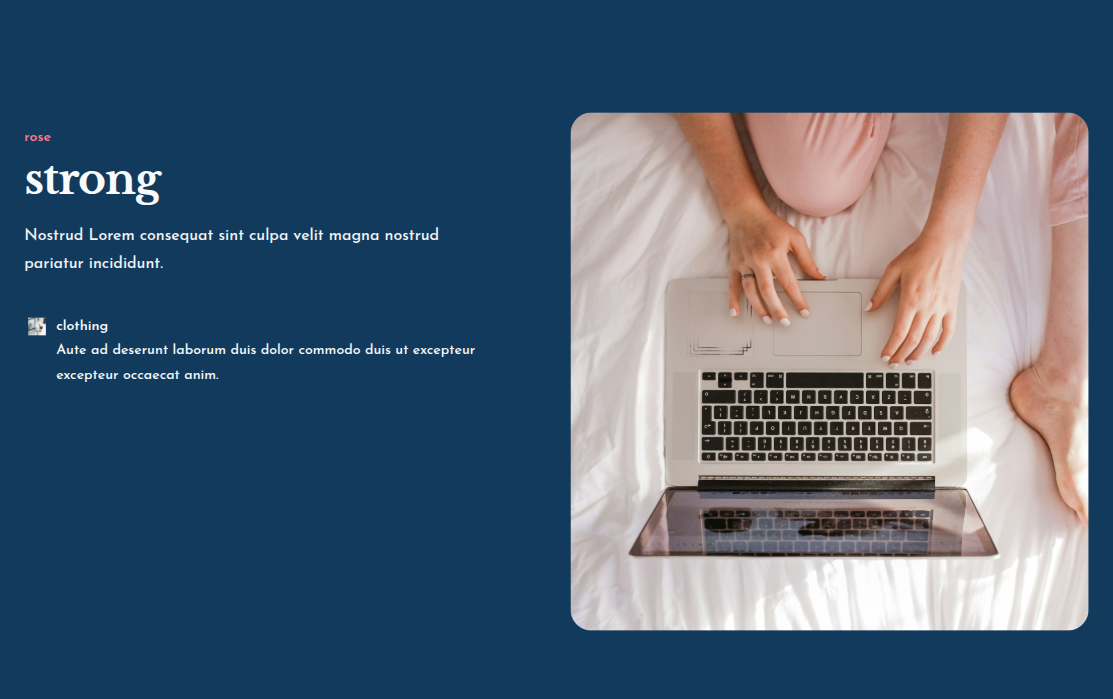 rose
strong
Nostrud Lorem consequat sint culpa velit magna nostrud
pariatur incididunt.
clothing
Aute ad deserunt laborum duis dolor commodo duis ut excepteur
excepteur occaecat anim.